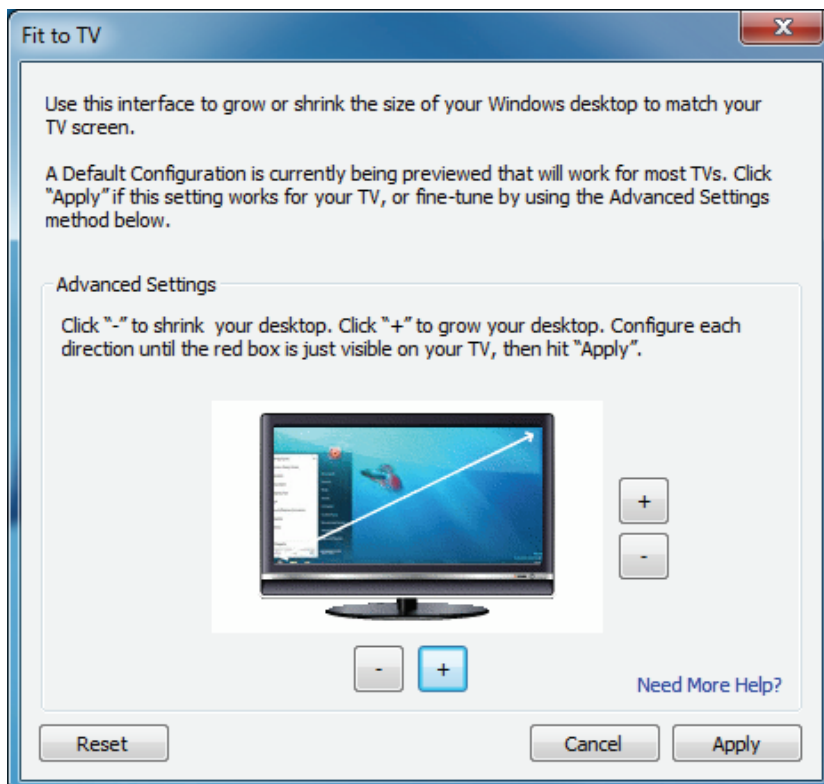 Fit to TV
X
Use this interface to grow or shrink the size of your Windows desktop to match your
TV screen.
A Default Configuration is currently being previewed that will work for most TVs. Click
“Apply” if this setting works for your TV, or fine-tune by using the Advanced Settings
method below.
Advanced Settings
Click “-” to shrink  your desktop. Click “+” to grow your desktop. Configure each
direction until the red box is just visible on your TV, then hit “Apply”.
+
-
- +
Need More Help?
Reset Cancel Apply